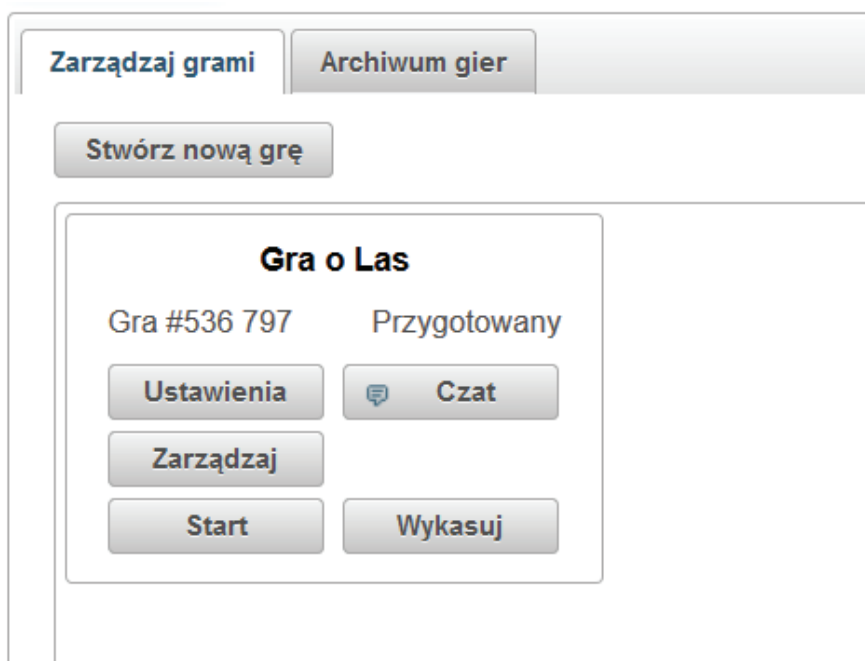 Zarządzaj grami
Archiwum gier
Stwórz nową grę
Gra o Las
Gra #536 797
Przygotowany
Ustawienia
Czat
Zarządzaj
Start
Wykasuj